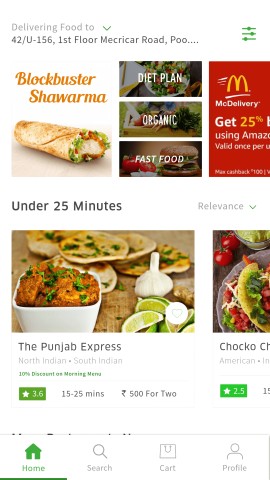 Delivering Food to
42/U-156, 1st Floor Mecricar Road, Poo....
Blockbuster
Shawarma
DIET PLAN
ORGANIC
FAST FOOD
McDelivery
Get 25%
using Amazo
Valid once per u
Max cashback
Under 25 Minutes
Relevance
The Punjab Express
North Indian • South Indian
10% Discount on Morning Menu
★ 3.6
15-25 mins
₹ 500 For Two
Chocko Ch
American • In
★ 2.5
15
Home
Search
Cart
Profile